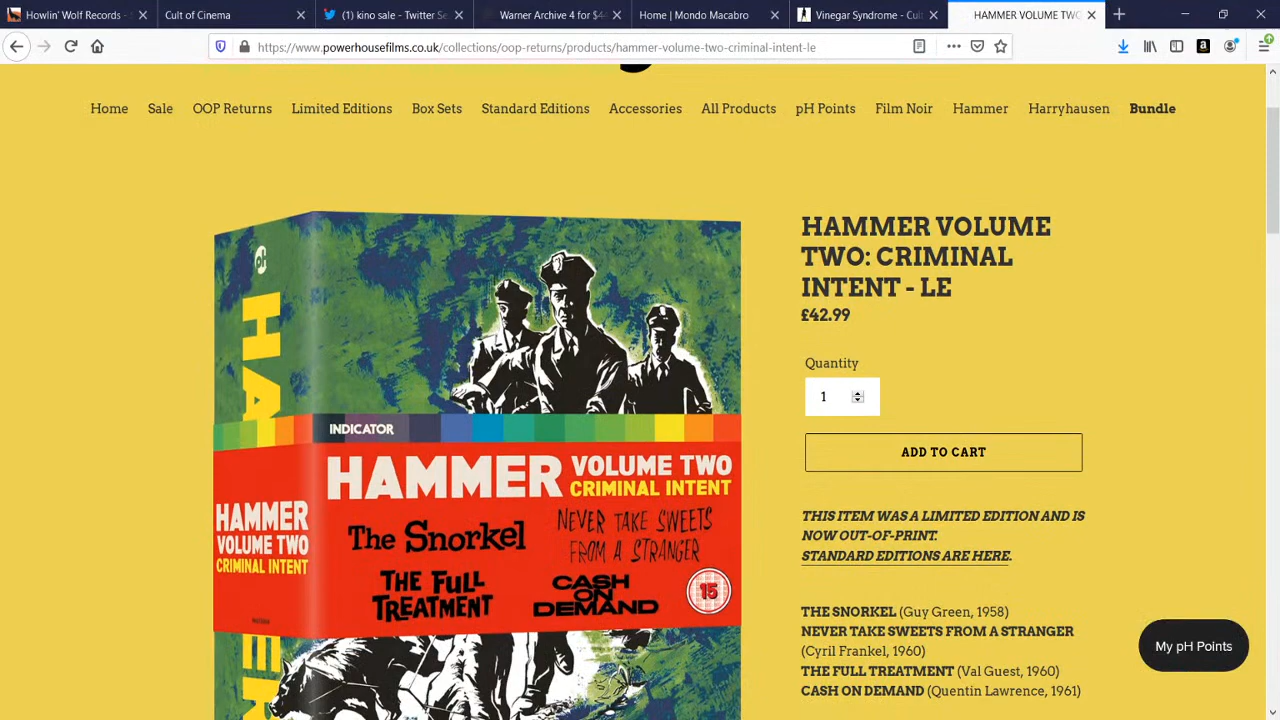 Howlin' Wolf Records -
Cult of Cinema
(1) kino sale - Twitter Se
Warner Archive 4 for $4
Home | Mondo Macabro
Vinegar Syndrome - Cul
HAMMER VOLUME TWO
https://www.powerhousefilms.co.uk/collections/oop-returns/products/hammer-volume-two-criminal-intent-le
Home Sale OOP Returns Limited Editions Box Sets Standard Editions Accessories All Products pH Points Film Noir Hammer Harryhausen Bundle
HAMMER VOLUME
TWO: CRIMINAL
INTENT - LE
£42.99
Quantity
1
ADD TO CART
THIS ITEM WAS A LIMITED EDITION AND IS
NOW OUT-OF-PRINT.
STANDARD EDITIONS ARE HERE.
THE SNORKEL (Guy Green, 1958)
NEVER TAKE SWEETS FROM A STRANGER
(Cyril Frankel, 1960)
THE FULL TREATMENT (Val Guest, 1960)
CASH ON DEMAND (Quentin Lawrence, 1961)
My pH Points
pH
HA
HAMMER
VOLUME TWO
CRIMINAL INTENT
ER
INDICATOR
HAMMER VOLUME TWO
CRIMINAL INTENT
The Snorkel
NEVER TAKE SWEETS
FROM A STRANGER
THE FULL
TREATMENT
CASH
ON
DEMAND
15